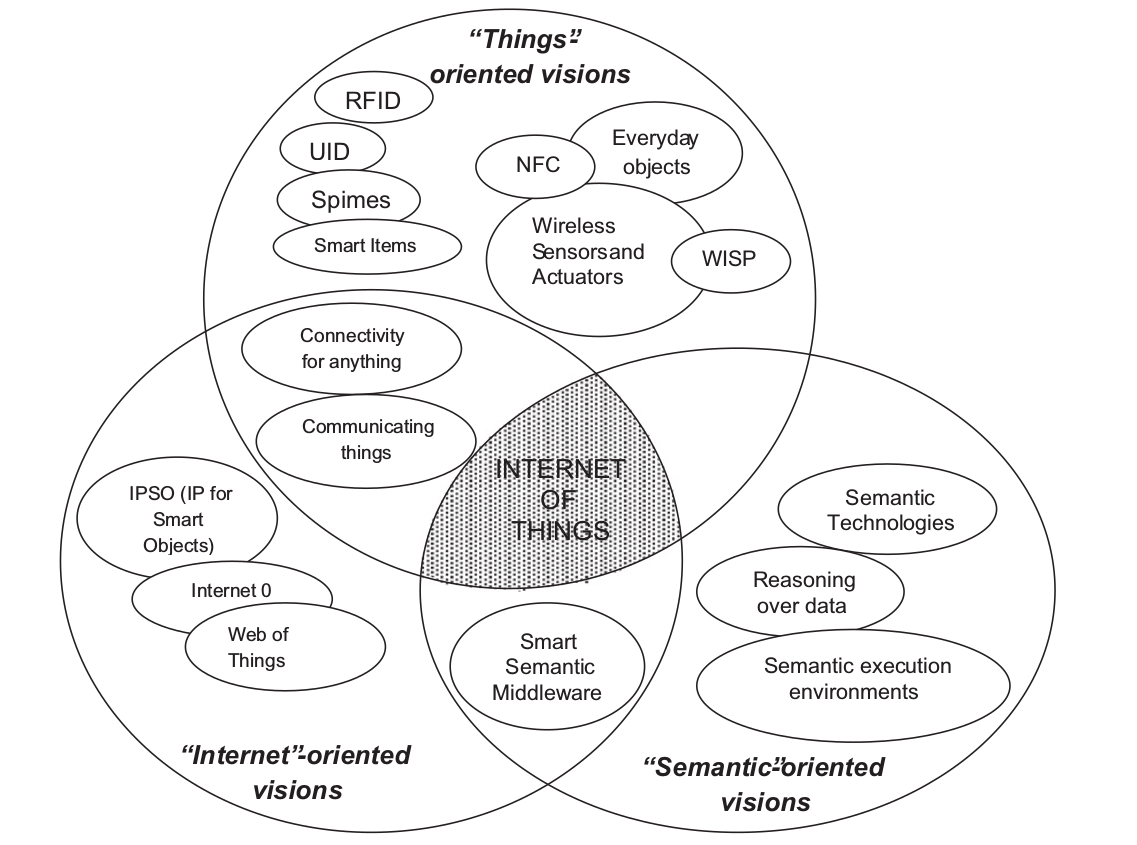 “Things”-
oriented visions
RFID
UID
Spimes
Smart Items
NFC
Everyday
objects
Wireless
Sensors and
Actuators
WISP
Connectivity
for anything
Communicating
things
INTERNET
OF
THINGS
IPSO (IP for
Smart
Objects)
Internet 0
Web of
Things
Semantic
Technologies
Reasoning
over data
Semantic execution
environments
Smart
Semantic
Middleware
“Internet”-oriented
visions
“Semantic”-oriented
visions